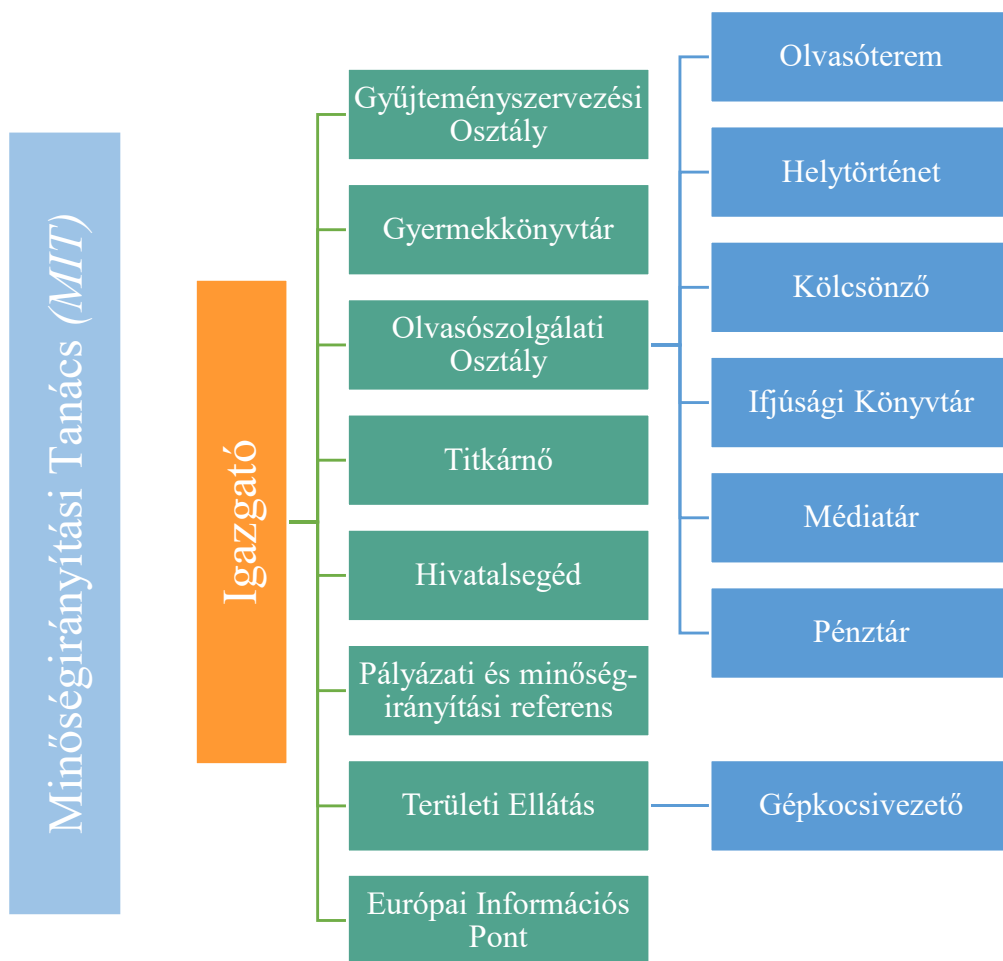 Minőségirányítási Tanács (MIT)
Igazgató
Gyűjteményszervezési
Osztály
Gyermekkönyvtár
Olvasószolgálati
Osztály
Titkárnő
Hivatalsegéd
Pályázati és minőség-
irányítási referens
Területi Ellátás
Európai Információs
Pont
Olvasóterem
Helytörténet
Kölcsönző
Ifjúsági Könyvtár
Médiatár
Pénztár
Gépkocsivezető